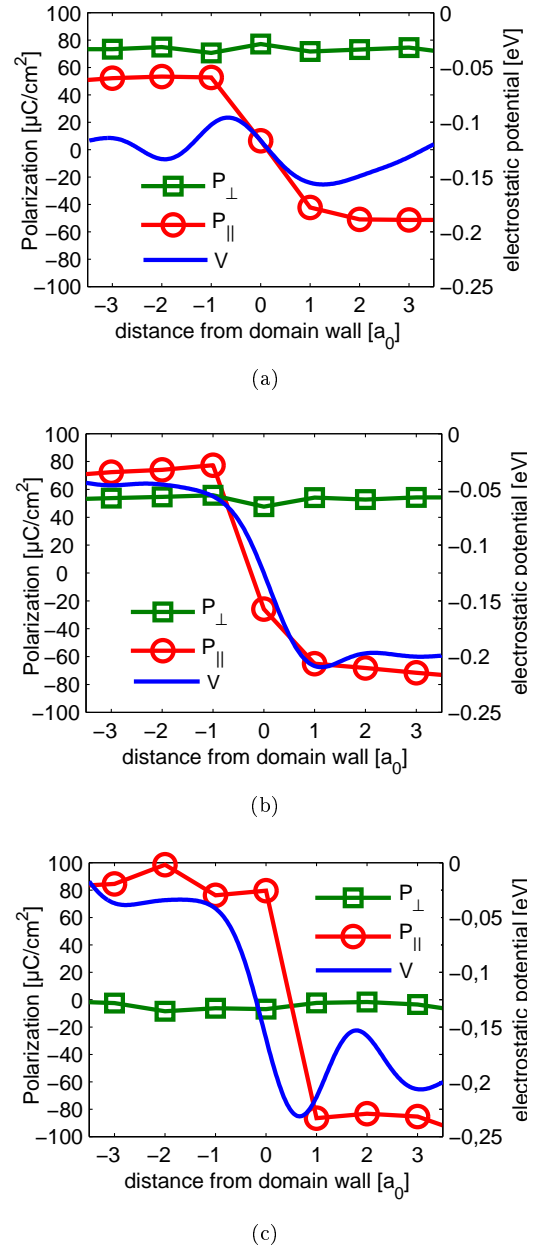 100
80
60
40
20
0
−20
−40
−60
−80
−100
Polarization [μC/cm²]
0
−0.05
−0.1
−0.15
−0.2
−0.25
electrostatic potential [eV]
P⊥
P||
V
−3 −2 −1 0 1 2 3
distance from domain wall [a₀]
(a)
100
80
60
40
20
0
−20
−40
−60
−80
−100
Polarization [μC/cm²]
0
−0.05
−0.1
−0.15
−0.2
−0.25
electrostatic potential [eV]
P⊥
P||
V
−3 −2 −1 0 1 2 3
distance from domain wall [a₀]
(b)
100
80
60
40
20
0
−20
−40
−60
−80
−100
Polarization [μC/cm²]
0
−0,05
−0,1
−0,15
−0,2
−0,25
electrostatic potential [eV]
P⊥
P||
V
−3 −2 −1 0 1 2 3
distance from domain wall [a₀]
(c)